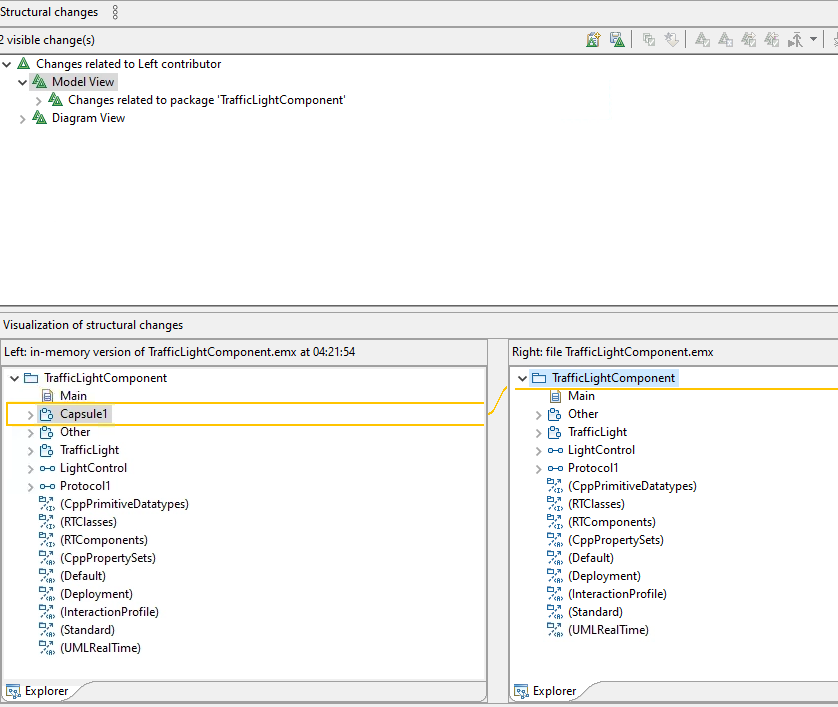 Structural changes
2 visible change(s)
Changes related to Left contributor
Model View
Changes related to package 'TrafficLightComponent'
Diagram View
Visualization of structural changes
Left: in-memory version of TrafficLightComponent.emx at 04:21:54
TrafficLightComponent
Main
Capsule1
Other
TrafficLight
LightControl
Protocol1
(CppPrimitiveDatatypes)
(RTClasses)
(RTComponents)
(CppPropertySets)
(Default)
(Deployment)
(InteractionProfile)
(Standard)
(UMLRealTime)
Explorer
Right: file TrafficLightComponent.emx
TrafficLightComponent
Main
Other
TrafficLight
LightControl
Protocol1
(CppPrimitiveDatatypes)
(RTClasses)
(RTComponents)
(CppPropertySets)
(Default)
(Deployment)
(InteractionProfile)
(Standard)
(UMLRealTime)
Explorer